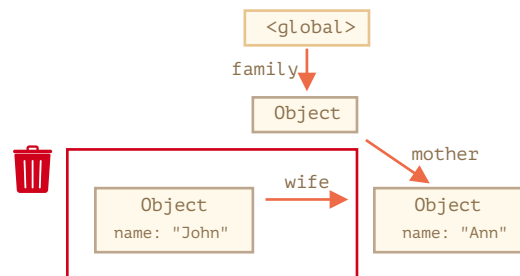 <global>
family
Object
mother
wife
Object
name: "John"
Object
name: "Ann"